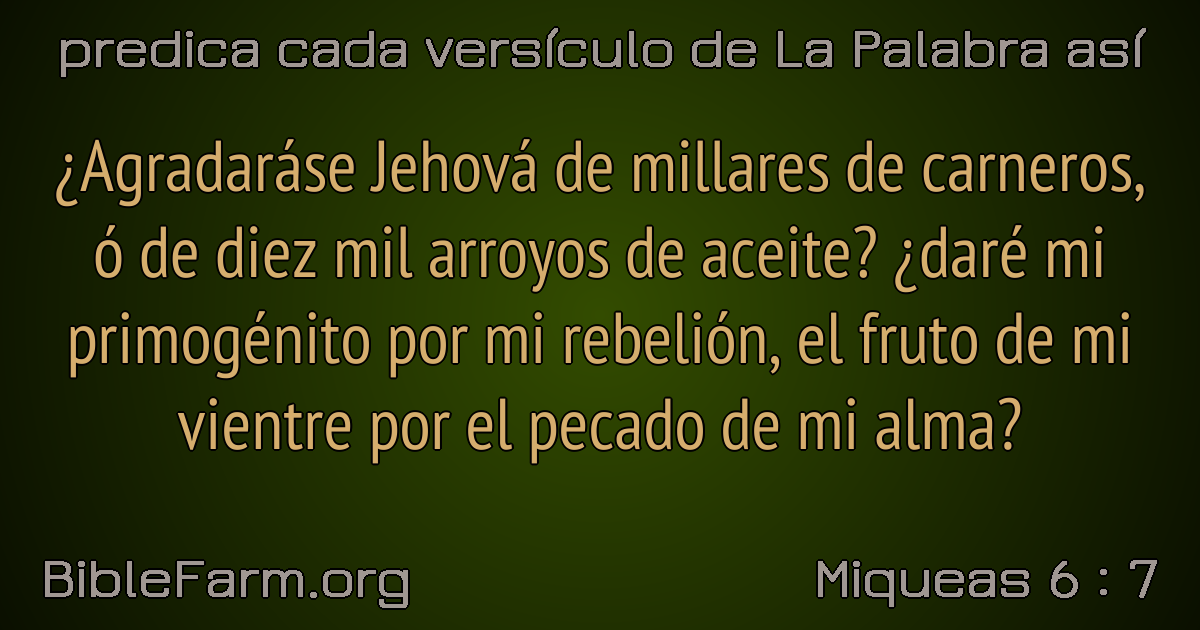 predica cada versículo de La Palabra así
¿Agradaráse Jehová de millares de carneros,
ó de diez mil arroyos de aceite? ¿daré mi
primogénito por mi rebelión, el fruto de mi
vientre por el pecado de mi alma?
BibleFarm.org
Miqueas 6 : 7